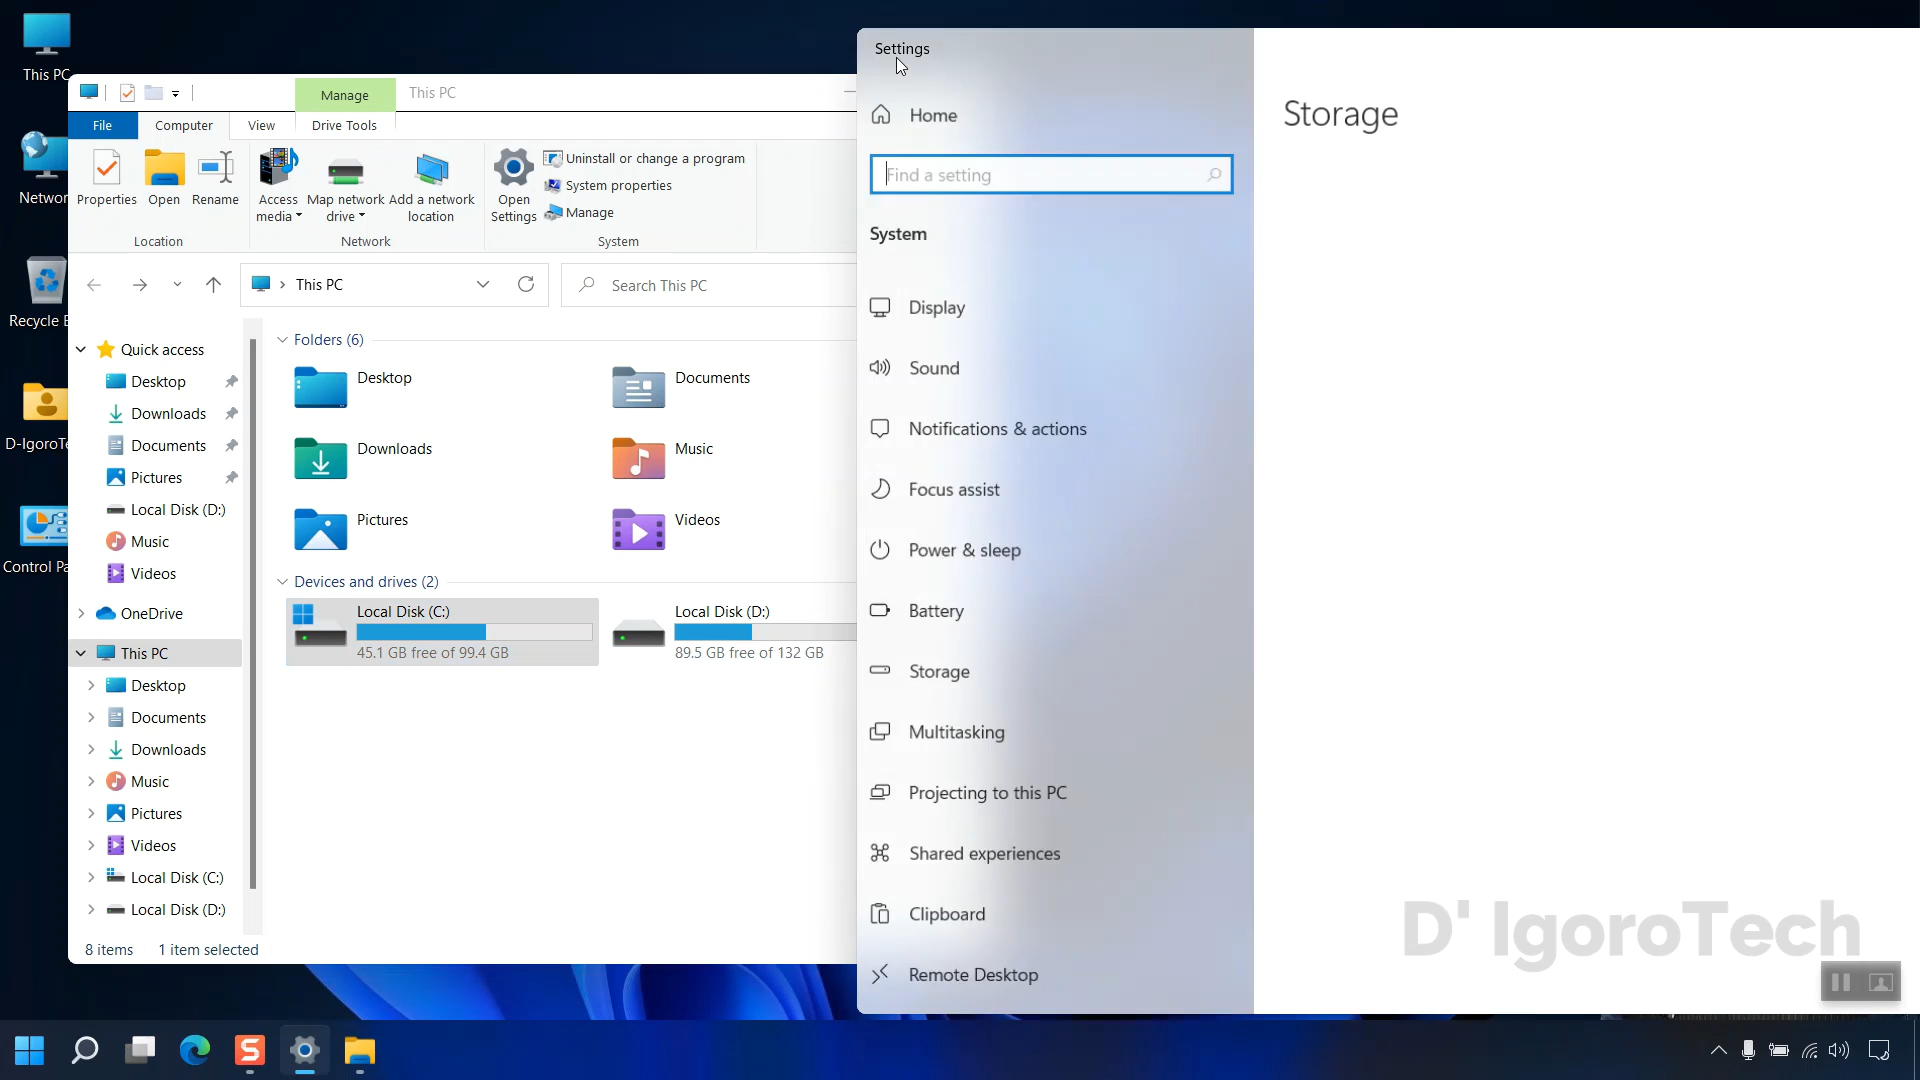 This PC
Networ
Recycle B
D-IgoroTe
Control Pa
Manage
This PC
File
Computer
View
Drive Tools
Properties
Open
Rename
Location
Access
media
Map network
drive
Add a network
location
Network
Open
Settings
Uninstall or change a program
System properties
Manage
System
This PC
Search This PC
Quick access
Desktop
Downloads
Documents
Pictures
Local Disk (D:)
Music
Videos
OneDrive
This PC
Desktop
Documents
Downloads
Music
Pictures
Videos
Local Disk (C:)
Local Disk (D:)
Folders (6)
Desktop
Documents
Downloads
Music
Pictures
Videos
Devices and drives (2)
Local Disk (C:)
45.1 GB free of 99.4 GB
Local Disk (D:)
89.5 GB free of 132 GB
8 items
1 item selected
Settings
Home
Find a setting
System
Display
Sound
Notifications & actions
Focus assist
Power & sleep
Battery
Storage
Multitasking
Projecting to this PC
Shared experiences
Clipboard
Remote Desktop
Storage
D' IgoroTech